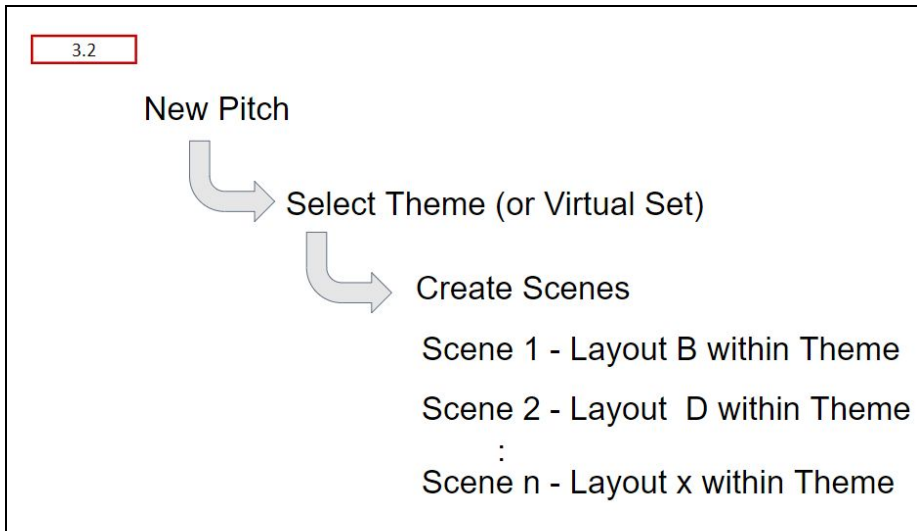 3.2
New Pitch
Select Theme (or Virtual Set)
Create Scenes
Scene 1 - Layout B within Theme
Scene 2 - Layout  D within Theme
:
Scene n - Layout x within Theme